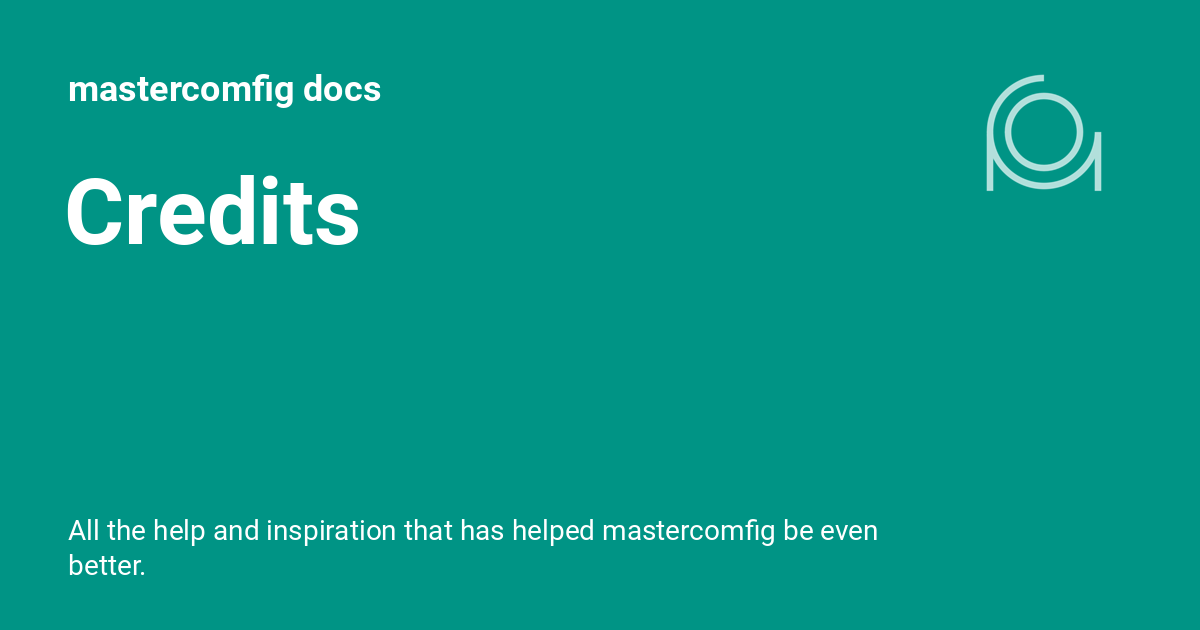 mastercomfig docs
Credits
All the help and inspiration that has helped mastercomfig be even
better.